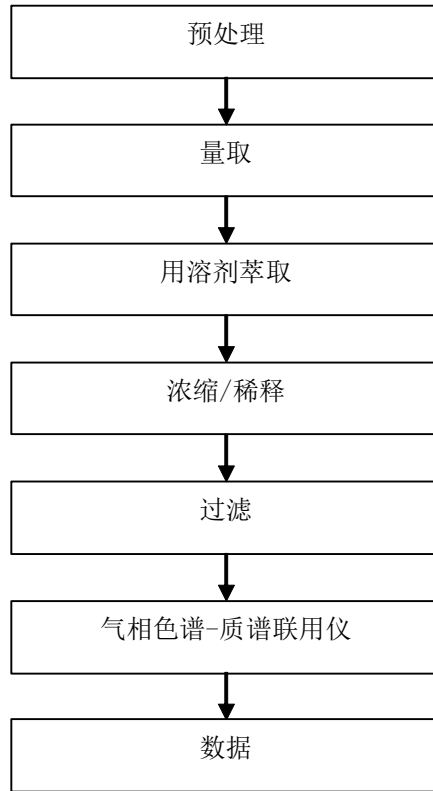 预处理
量取
用溶剂萃取
浓缩/稀释
过滤
气相色谱-质谱联用仪
数据